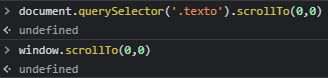 > document.querySelector('.texto').scrollTo(0,0)
< undefined
> window.scrollTo(0,0)
< undefined